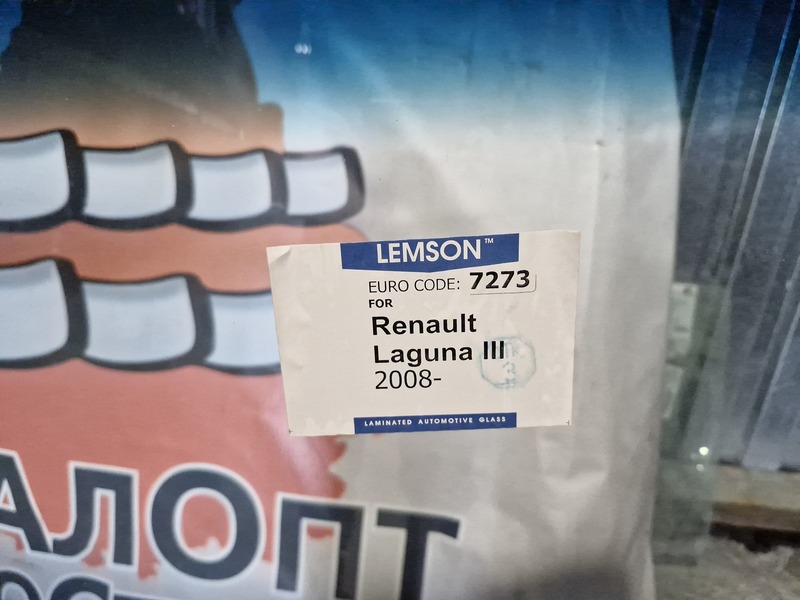 LEMSON™
EURO CODE: 7273
FOR
Renault
Laguna III
2008-
LAMINATED AUTOMOTIVE GLASS
АЛОПТ